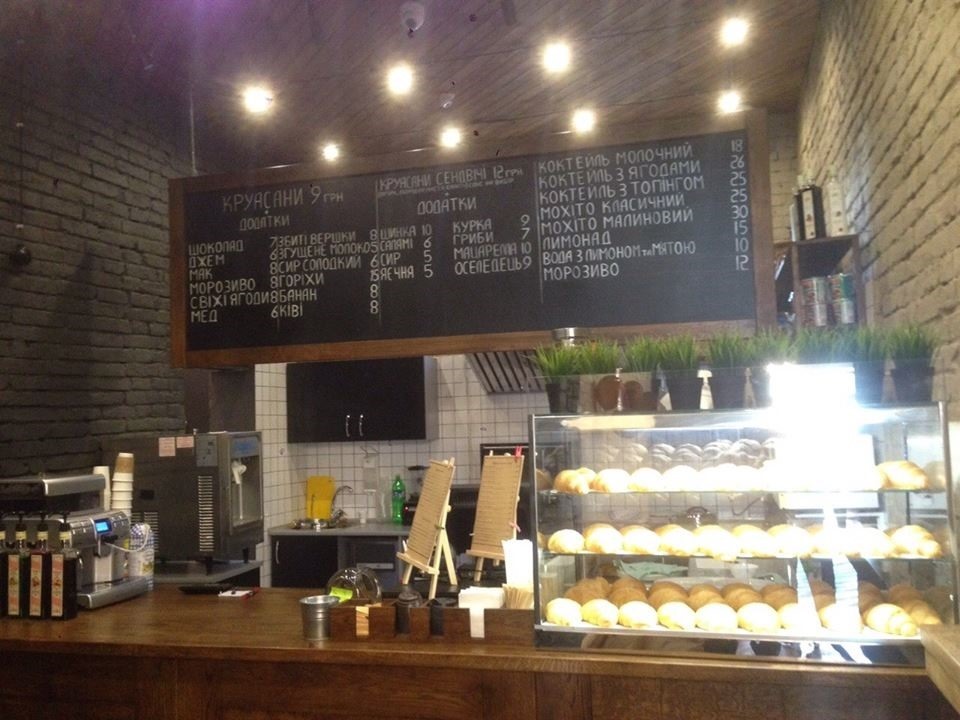 КРУАСАНИ 9 ГРН
ДОДАТКИ
ШОКОЛАД 7
ДЖЕМ 6
МАК 6
МОРОЗИВО 8
СВІЖІ ЯГОДИ 8
МЕД 6
ЗБИТІ ВЕРШКИ 8
ЗГУЩЕНЕ МОЛОКО 5
СИР СОЛОДКИЙ 6
ГОРІХИ
БАНАН 8
КІВІ 8
КРУАСАНИ СЕНДВІЧІ 12 ГРН
ДОДАТКИ
ШИНКА 10
САЛЯМІ 6
СИР 5
ЯЄЧНЯ 5
КУРКА 9
ГРИБИ 7
МАЦАРЕЛЛА 10
ОСЕЛЕДЕЦЬ 9
КОКТЕЙЛЬ МОЛОЧНИЙ 18
КОКТЕЙЛЬ З ЯГОДАМИ 26
КОКТЕЙЛЬ З ТОПІНГОМ 25
МОХІТО КЛАСИЧНИЙ 25
МОХІТО МАЛИНОВИЙ 30
ЛИМОНАД 15
ВОДА З ЛИМОНОМ ТА М'ЯТОЮ 10
МОРОЗИВО 12